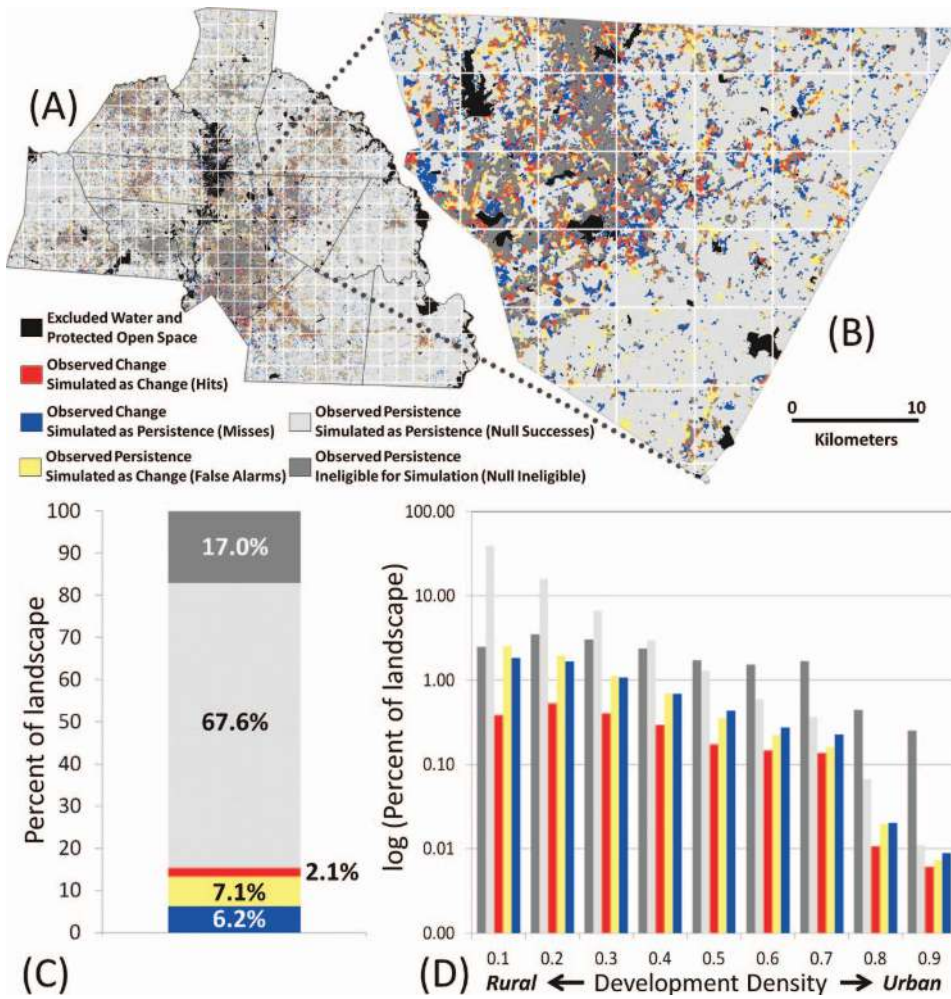 (A)
(B)
Excluded Water and
Protected Open Space
Observed Change
Simulated as Change (Hits)
Observed Change
Simulated as Persistence (Misses)
Observed Persistence
Simulated as Change (False Alarms)
Observed Persistence
Simulated as Persistence (Null Successes)
Observed Persistence
Ineligible for Simulation (Null Ineligible)
0 10
Kilometers
Percent of landscape
100
90
80
70
60
50
40
30
20
10
0
17.0%
67.6%
2.1%
7.1%
6.2%
(C)
log (Percent of landscape)
100.00
10.00
1.00
0.10
0.01
0.00
0.1 0.2 0.3 0.4 0.5 0.6 0.7 0.8 0.9
(D)
Rural ← Development Density → Urban